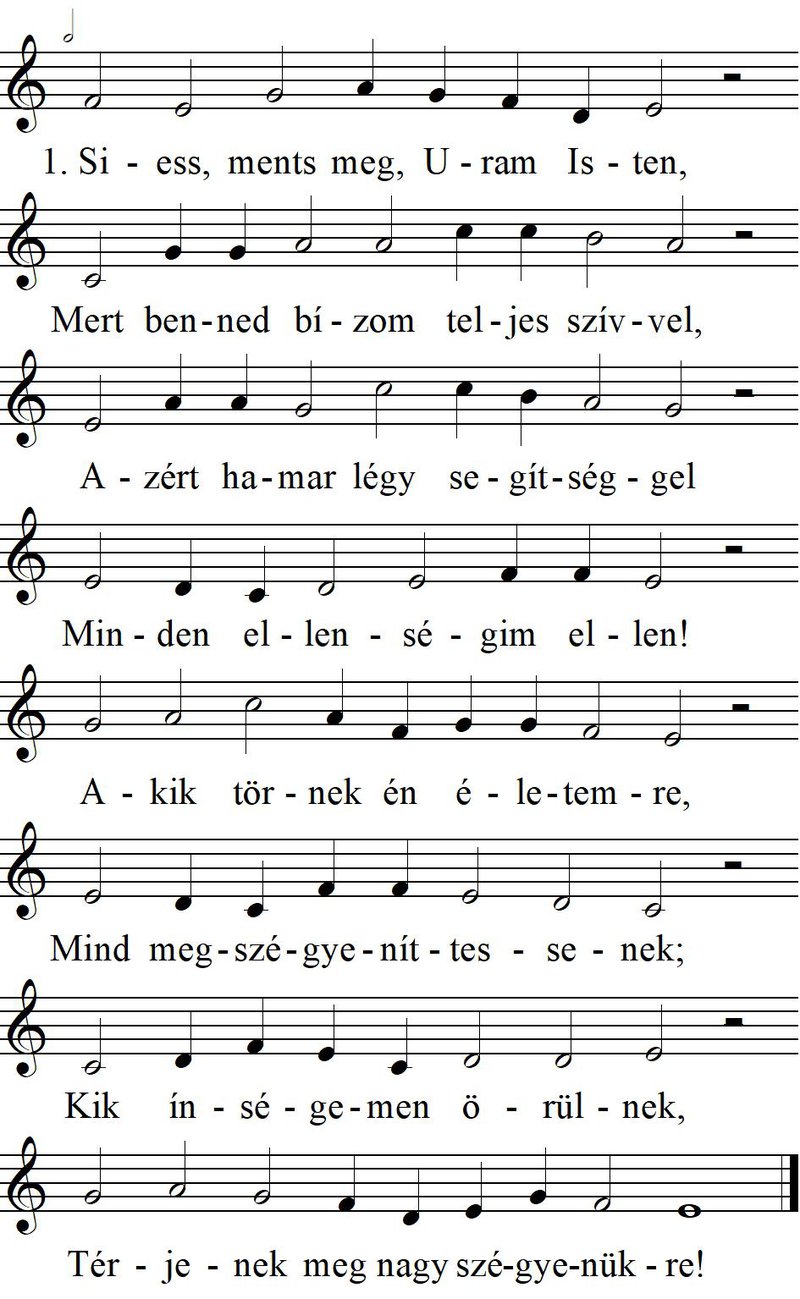 1. Si - ess, ments meg, U - ram Is - ten,
Mert ben - ned bí - zom tel - jes szív - vel,
A - zért ha - mar légy se - gít - ség - gel
Min - den el - len - sé - gim el - len!
A - kik tör - nek én é - le - tem - re,
Mind meg - szé - gye - nít - tes - se - nek;
Kik ín - sé - ge - men ö - rül - nek,
Tér - je - nek meg nagy szé - gye - nük - re!